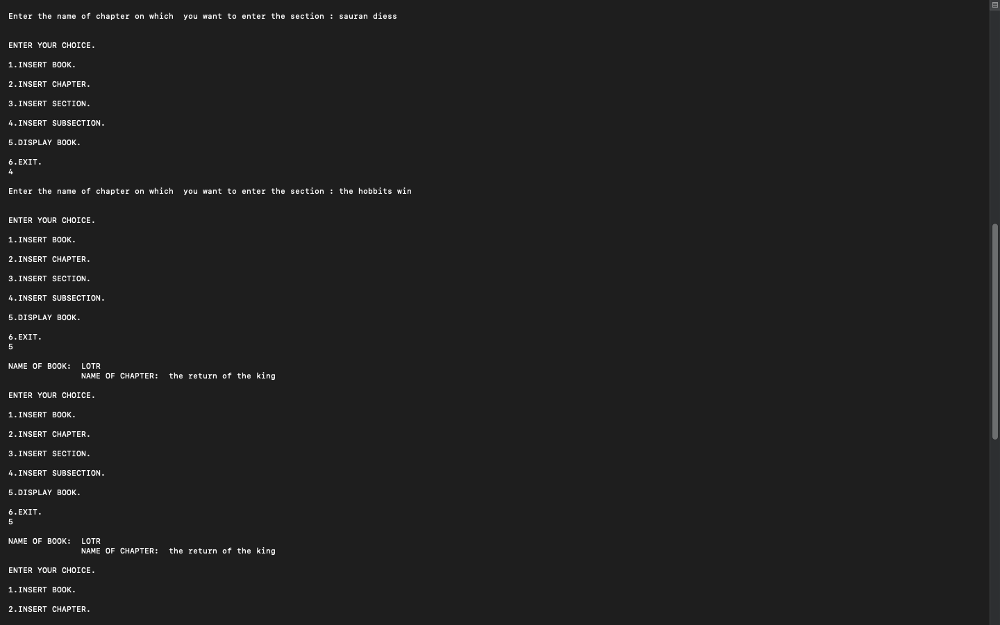 Enter the name of chapter on which  you want to enter the section : sauran diess
ENTER YOUR CHOICE.
1.INSERT BOOK.
2.INSERT CHAPTER.
3.INSERT SECTION.
4.INSERT SUBSECTION.
5.DISPLAY BOOK.
6.EXIT.
4
Enter the name of chapter on which  you want to enter the section : the hobbits win
ENTER YOUR CHOICE.
1.INSERT BOOK.
2.INSERT CHAPTER.
3.INSERT SECTION.
4.INSERT SUBSECTION.
5.DISPLAY BOOK.
6.EXIT.
5
NAME OF BOOK:  LOTR
NAME OF CHAPTER:  the return of the king
ENTER YOUR CHOICE.
1.INSERT BOOK.
2.INSERT CHAPTER.
3.INSERT SECTION.
4.INSERT SUBSECTION.
5.DISPLAY BOOK.
6.EXIT.
5
NAME OF BOOK:  LOTR
NAME OF CHAPTER:  the return of the king
ENTER YOUR CHOICE.
1.INSERT BOOK.
2.INSERT CHAPTER.